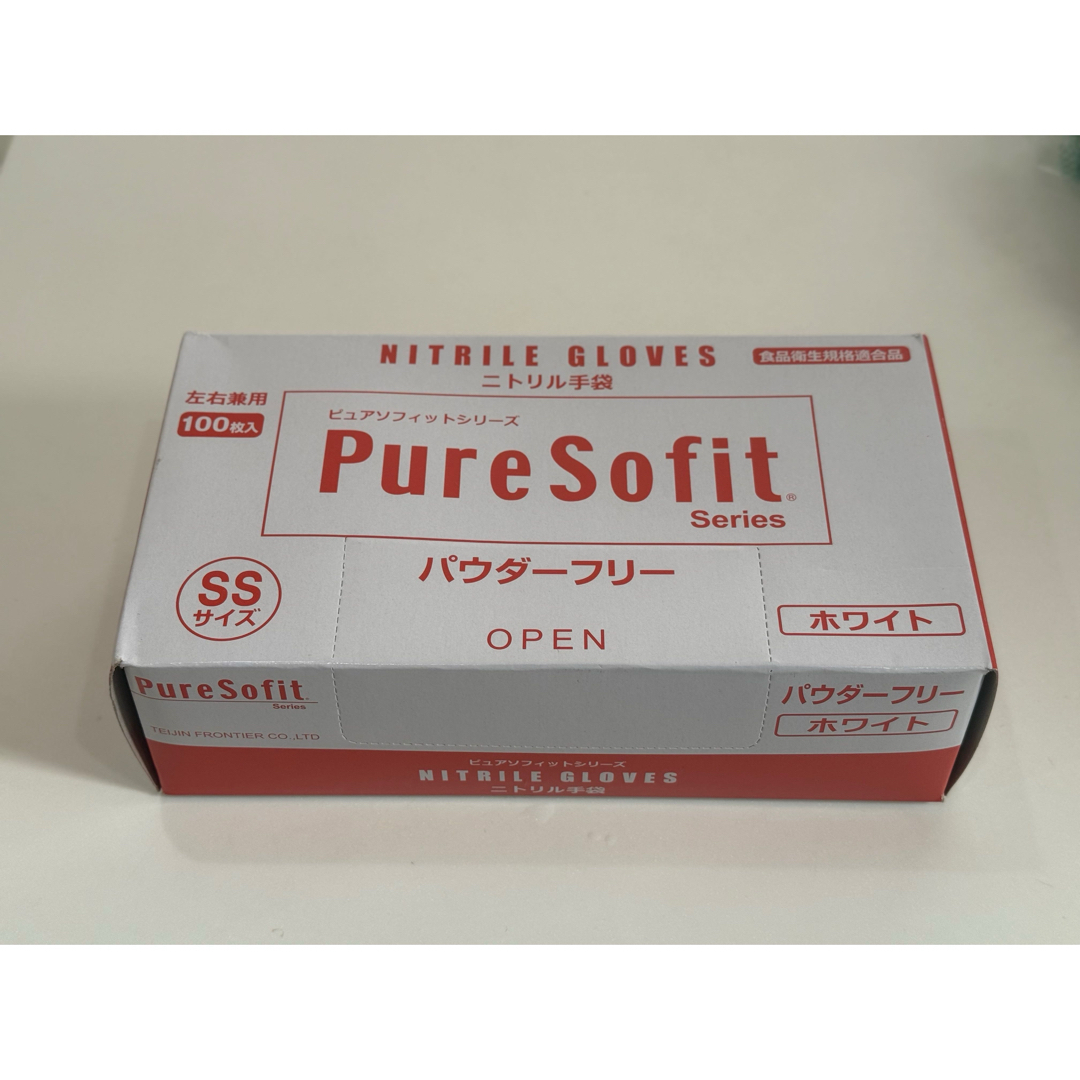 NITRILE GLOVES
食品衛生規格適合品
ニトリル手袋
左右兼用
100枚入
ピュアソフィットシリーズ
PureSofit®
Series
パウダーフリー
SS
サイズ
ホワイト
OPEN
PureSofit
Series
パウダーフリー
ホワイト
TEIJIN FRONTIER CO.,LTD
ピュアソフィットシリーズ
NITRILE GLOVES
ニトリル手袋